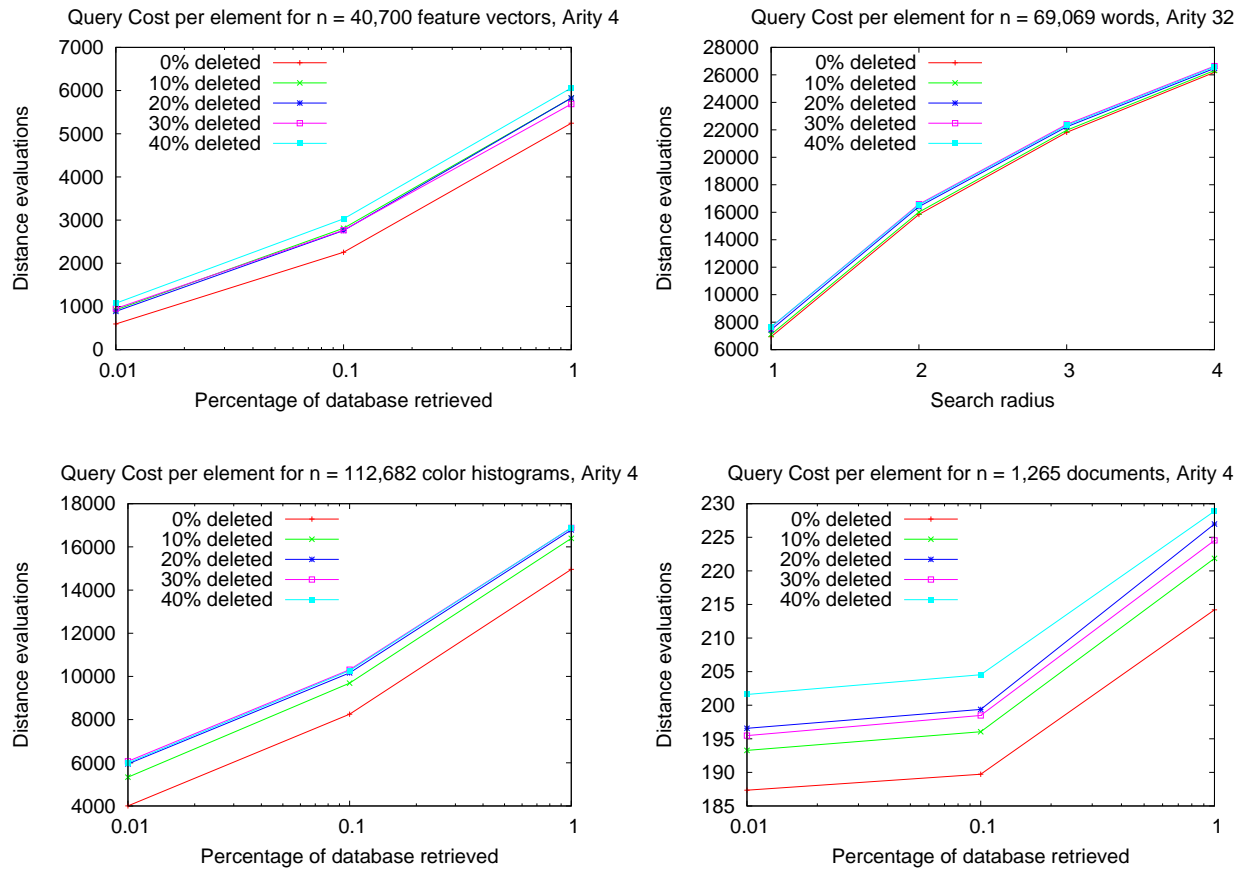 Query Cost per element for n = 40,700 feature vectors, Arity 4
7000
6000
5000
4000
3000
2000
1000
0
0.01
0.1
1
0% deleted
10% deleted
20% deleted
30% deleted
40% deleted
Distance evaluations
Percentage of database retrieved
Query Cost per element for n = 69,069 words, Arity 32
28000
26000
24000
22000
20000
18000
16000
14000
12000
10000
8000
6000
1
2
3
4
0% deleted
10% deleted
20% deleted
30% deleted
40% deleted
Distance evaluations
Search radius
Query Cost per element for n = 112,682 color histograms, Arity 4
18000
16000
14000
12000
10000
8000
6000
4000
0.01
0.1
1
0% deleted
10% deleted
20% deleted
30% deleted
40% deleted
Distance evaluations
Percentage of database retrieved
Query Cost per element for n = 1,265 documents, Arity 4
230
225
220
215
210
205
200
195
190
185
0.01
0.1
1
0% deleted
10% deleted
20% deleted
30% deleted
40% deleted
Distance evaluations
Percentage of database retrieved